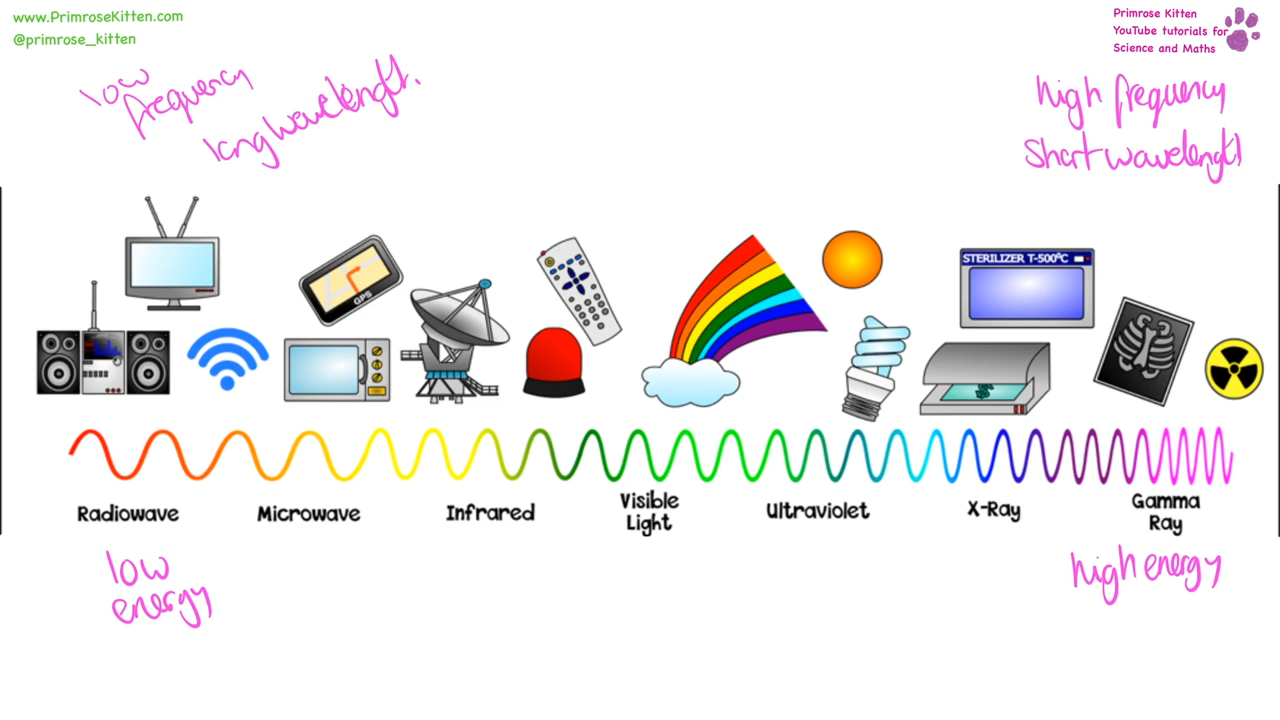 www.PrimroseKitten.com
@primrose_kitten
Primrose Kitten
YouTube tutorials for
Science and Maths
low
frequency
long wavelength.
high frequency
Short wavelength
GPS
STERILIZER T-500°C
Radiowave
Microwave
Infrared
Visible
Light
Ultraviolet
X-Ray
Gamma
Ray
low
energy
high energy